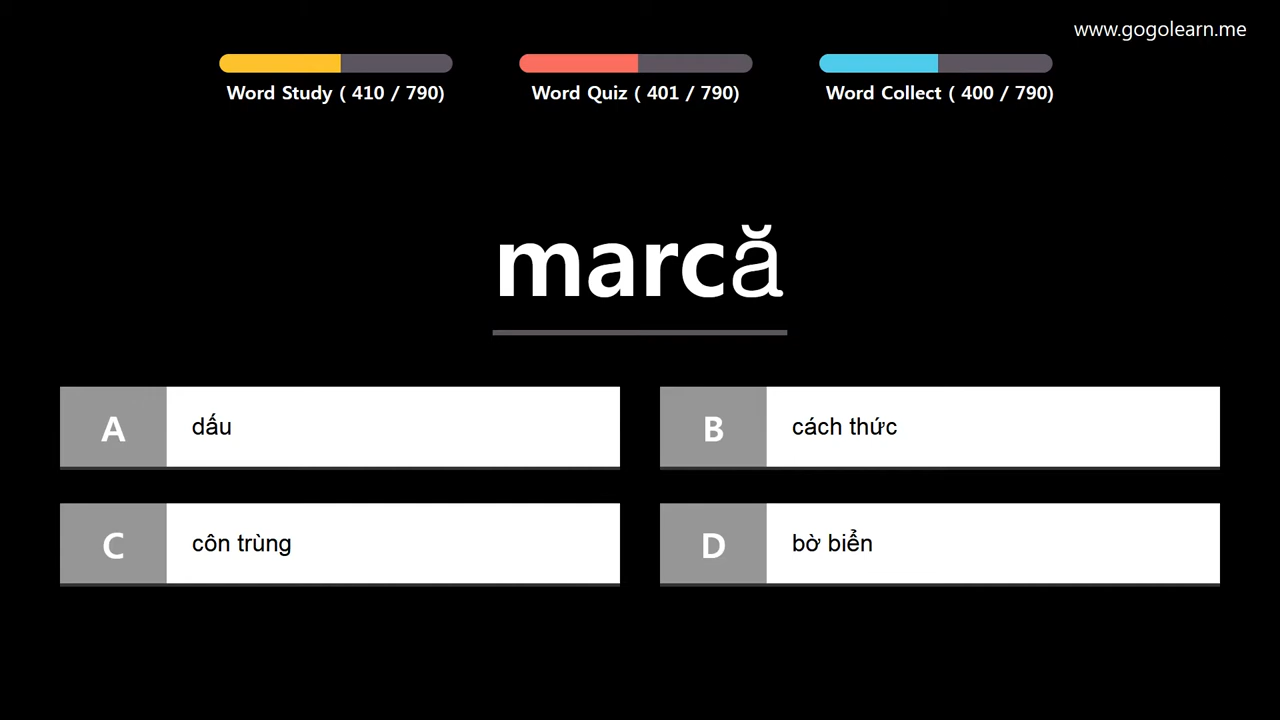 www.gogolearn.me
Word Study ( 410 / 790)
Word Quiz ( 401 / 790)
Word Collect ( 400 / 790)
marcă
A dấu
B cách thức
C côn trùng
D bờ biển